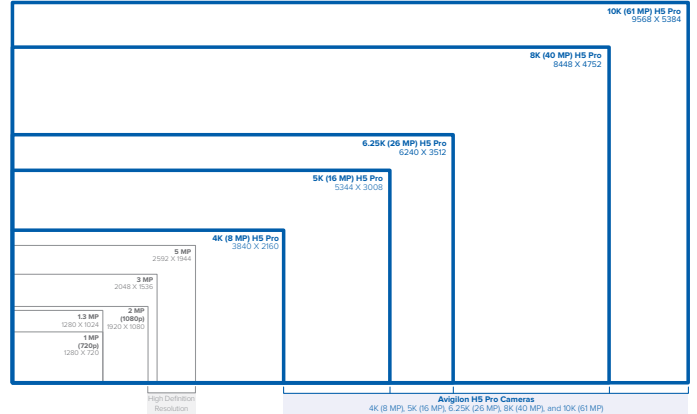 10K (61 MP) H5 Pro
9568 X 5384
8K (40 MP) H5 Pro
8448 X 4752
6.25K (26 MP) H5 Pro
6240 X 3512
5K (16 MP) H5 Pro
5344 X 3008
4K (8 MP) H5 Pro
3840 X 2160
5 MP
2592 X 1944
3 MP
2048 X 1536
2 MP
(1080p)
1920 X 1080
1.3 MP
1280 X 1024
1 MP
(720p)
1280 X 720
High Definition
Resolution
Avigilon H5 Pro Cameras
4K (8 MP), 5K (16 MP), 6.25K (26 MP), 8K (40 MP), and 10K (61 MP)